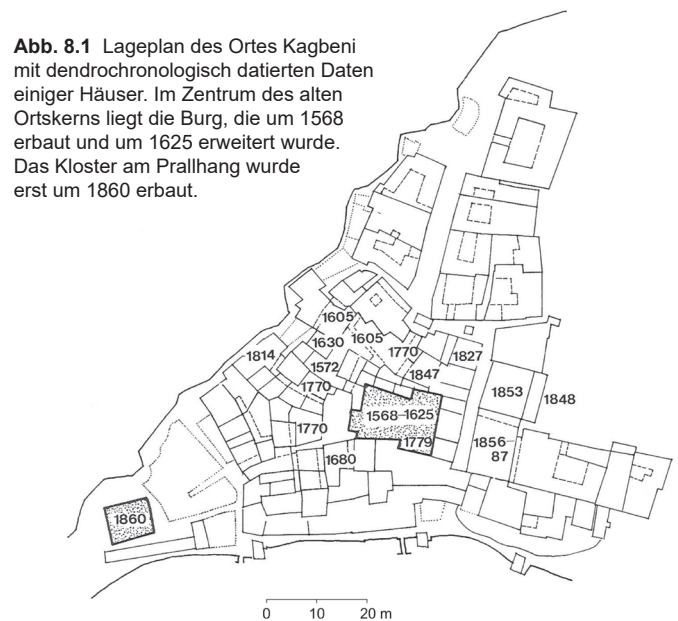 Abb. 8.1 Lageplan des Ortes Kagbeni
mit dendrochronologisch datierten Daten
einiger Häuser. Im Zentrum des alten
Ortskerns liegt die Burg, die um 1568
erbaut und um 1625 erweitert wurde.
Das Kloster am Prallhang wurde
erst um 1860 erbaut.
1605
1630
1605
1814
1770
1827
1572
1847
1770
1853
1848
1568–1625
1770
1779
1856–
87
1680
1860
0 10 20 m